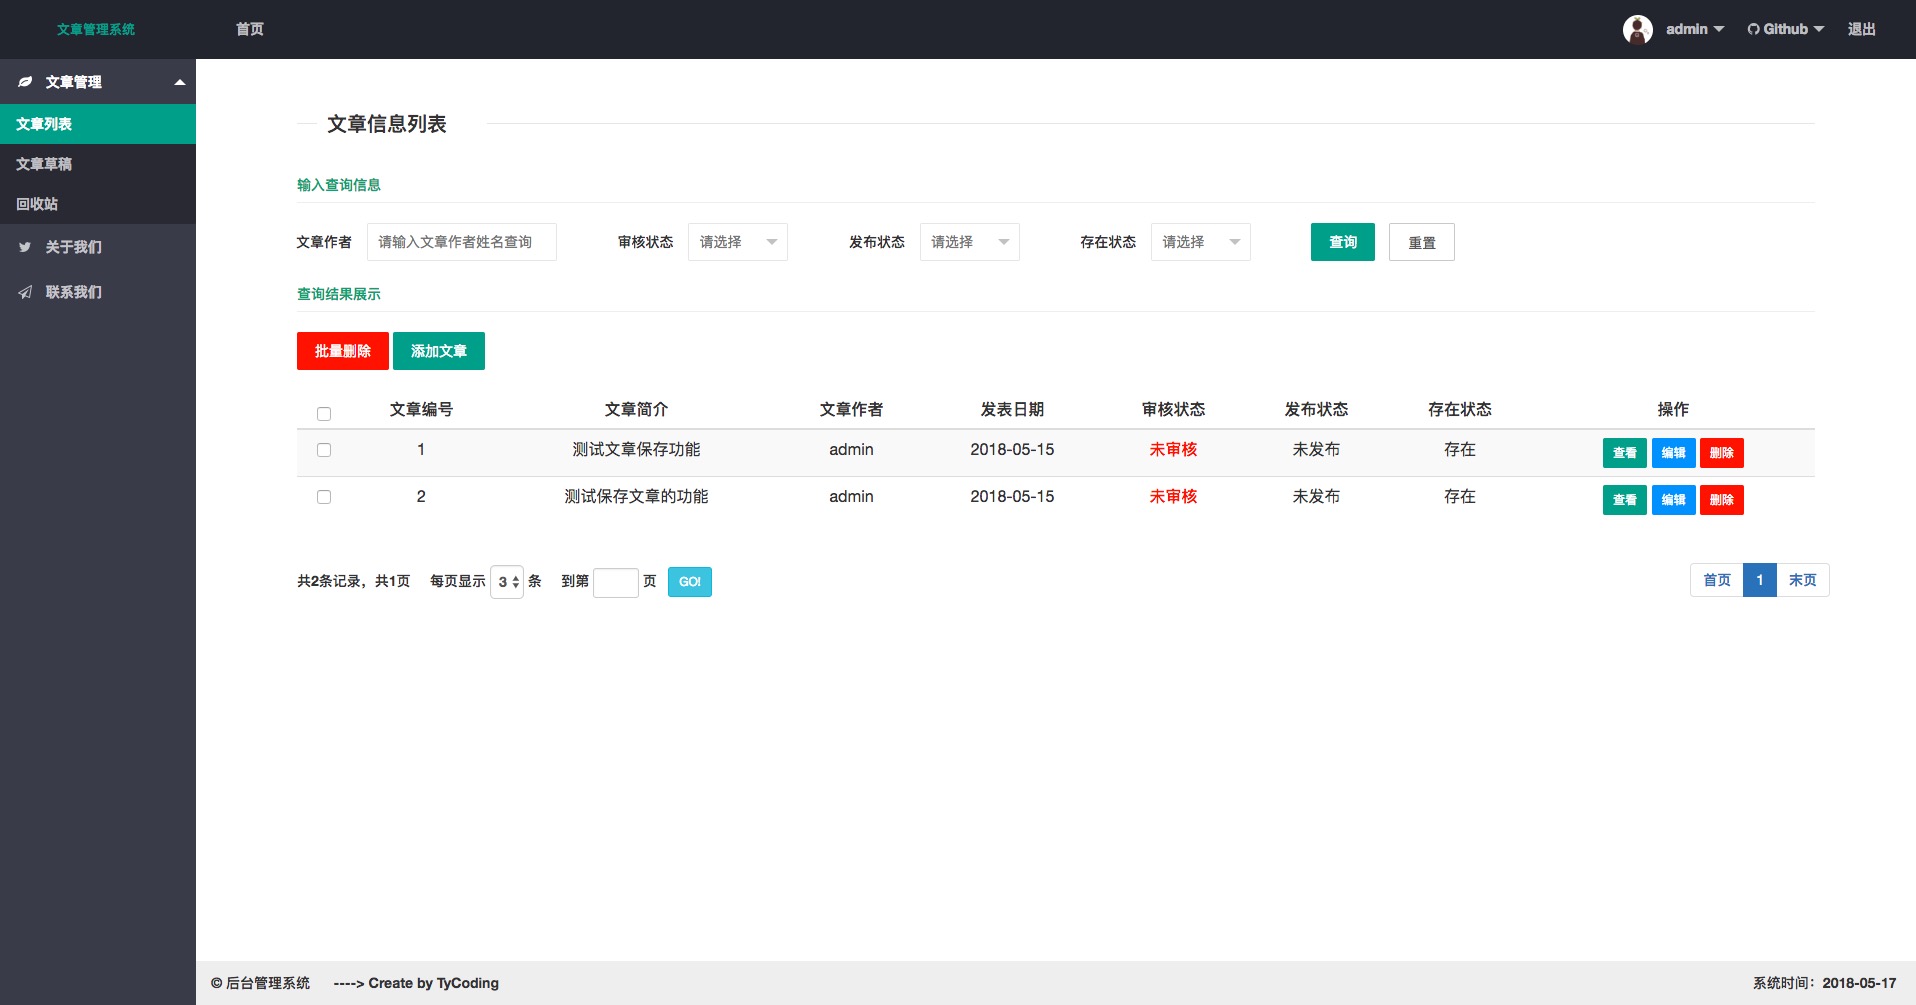 文章管理系统 首页 admin Github 退出
文章管理
文章列表
文章草稿
回收站
关于我们
联系我们
文章信息列表
输入查询信息
文章作者 请输入文章作者姓名查询 审核状态 请选择 发布状态 请选择 存在状态 请选择 查询 重置
查询结果展示
批量删除 添加文章
文章编号 文章简介 文章作者 发表日期 审核状态 发布状态 存在状态 操作
1 测试文章保存功能 admin 2018-05-15 未审核 未发布 存在 查看 编辑 删除
2 测试保存文章的功能 admin 2018-05-15 未审核 未发布 存在 查看 编辑 删除
共2条记录，共1页 每页显示 3 条 到第 页 GO! 首页 1 末页
© 后台管理系统 ----> Create by TyCoding 系统时间：2018-05-17